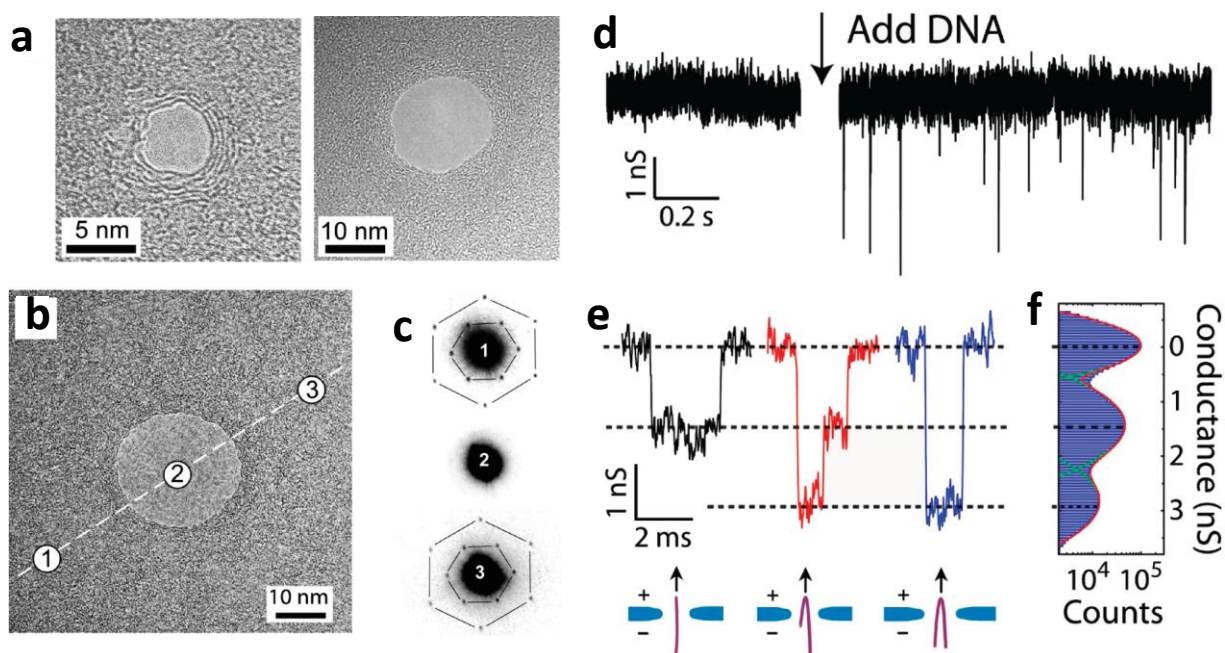 a
5 nm
10 nm
b
1
2
3
10 nm
c
1
2
3
d
Add DNA
1 nS
0.2 s
e
1 nS
2 ms
+
−
+
−
+
−
f
0
1
2
3
Conductance (nS)
10⁴ 10⁵
Counts